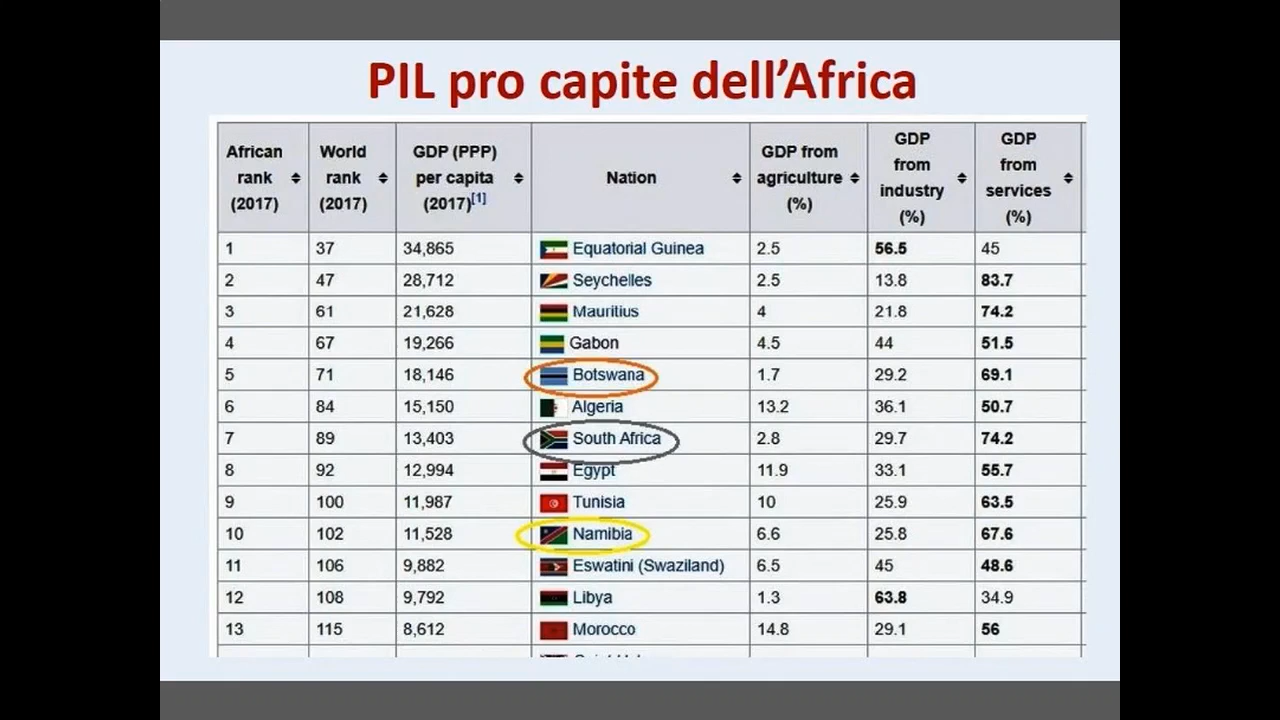 PIL pro capite dell'Africa
African rank (2017) World rank (2017) GDP (PPP) per capita (2017)[1] Nation GDP from agriculture (%) GDP from industry (%) GDP from services (%)
1 37 34,865 Equatorial Guinea 2.5 56.5 45
2 47 28,712 Seychelles 2.5 13.8 83.7
3 61 21,628 Mauritius 4 21.8 74.2
4 67 19,266 Gabon 4.5 44 51.5
5 71 18,146 Botswana 1.7 29.2 69.1
6 84 15,150 Algeria 13.2 36.1 50.7
7 89 13,403 South Africa 2.8 29.7 74.2
8 92 12,994 Egypt 11.9 33.1 55.7
9 100 11,987 Tunisia 10 25.9 63.5
10 102 11,528 Namibia 6.6 25.8 67.6
11 106 9,882 Eswatini (Swaziland) 6.5 45 48.6
12 108 9,792 Libya 1.3 63.8 34.9
13 115 8,612 Morocco 14.8 29.1 56